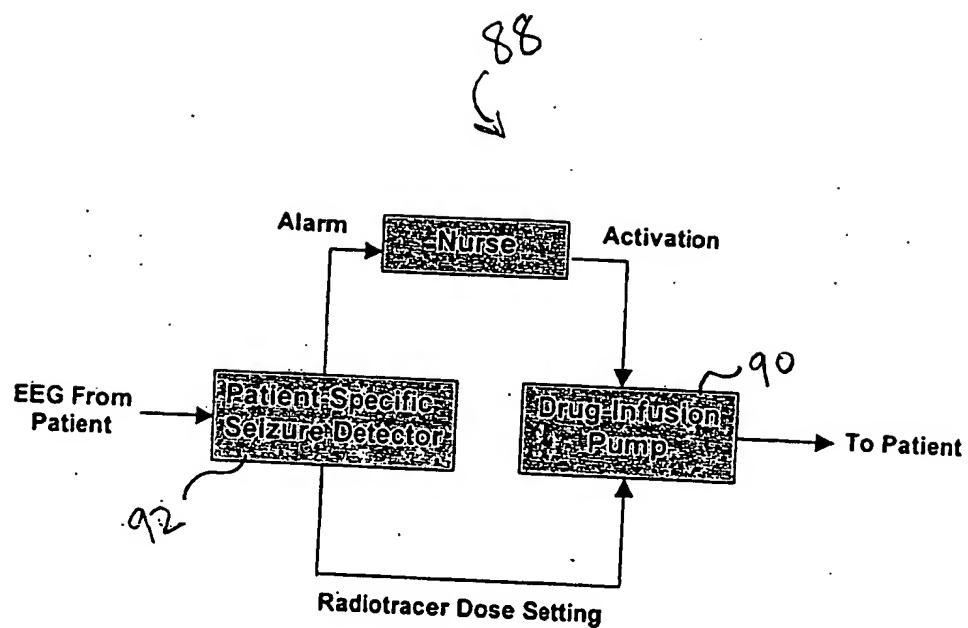 88
Alarm
Nurse
Activation
90
EEG From
Patient
Patient-Specific
Seizure Detector
Drug-Infusion
Pump
To Patient
92
Radiotracer Dose Setting